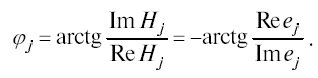 φ_j = arctg Im H_j / Re H_j = −arctg Re e_j / Im e_j .